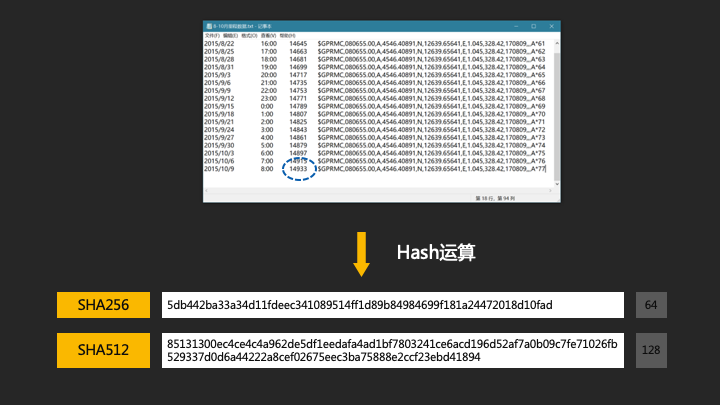 8-16内容码数据.txt - 记事本
文件(F) 编辑(E) 格式(O) 查看(V) 帮助(H)
2015/8/22 16:00 14645 $GPRMC,080655.00,A,4546.40891,N,12639.65641,E,1.045,328.42,170809,,,A*61
2015/8/25 17:00 14663 $GPRMC,080655.00,A,4546.40891,N,12639.65641,E,1.045,328.42,170809,,,A*62
2015/8/28 18:00 14681 $GPRMC,080655.00,A,4546.40891,N,12639.65641,E,1.045,328.42,170809,,,A*63
2015/8/31 19:00 14699 $GPRMC,080655.00,A,4546.40891,N,12639.65641,E,1.045,328.42,170809,,,A*64
2015/9/3 20:00 14717 $GPRMC,080655.00,A,4546.40891,N,12639.65641,E,1.045,328.42,170809,,,A*65
2015/9/6 21:00 14735 $GPRMC,080655.00,A,4546.40891,N,12639.65641,E,1.045,328.42,170809,,,A*66
2015/9/9 22:00 14753 $GPRMC,080655.00,A,4546.40891,N,12639.65641,E,1.045,328.42,170809,,,A*67
2015/9/12 23:00 14771 $GPRMC,080655.00,A,4546.40891,N,12639.65641,E,1.045,328.42,170809,,,A*68
2015/9/15 0:00 14789 $GPRMC,080655.00,A,4546.40891,N,12639.65641,E,1.045,328.42,170809,,,A*69
2015/9/18 1:00 14807 $GPRMC,080655.00,A,4546.40891,N,12639.65641,E,1.045,328.42,170809,,,A*70
2015/9/21 2:00 14825 $GPRMC,080655.00,A,4546.40891,N,12639.65641,E,1.045,328.42,170809,,,A*71
2015/9/24 3:00 14843 $GPRMC,080655.00,A,4546.40891,N,12639.65641,E,1.045,328.42,170809,,,A*72
2015/9/27 4:00 14861 $GPRMC,080655.00,A,4546.40891,N,12639.65641,E,1.045,328.42,170809,,,A*73
2015/9/30 5:00 14879 $GPRMC,080655.00,A,4546.40891,N,12639.65641,E,1.045,328.42,170809,,,A*74
2015/10/3 6:00 14897 $GPRMC,080655.00,A,4546.40891,N,12639.65641,E,1.045,328.42,170809,,,A*75
2015/10/6 7:00 14915 $GPRMC,080655.00,A,4546.40891,N,12639.65641,E,1.045,328.42,170809,,,A*76
2015/10/9 8:00 14933 $GPRMC,080655.00,A,4546.40891,N,12639.65641,E,1.045,328.42,170809,,,A*77
第 18 行，第 94 列
Hash运算
SHA256 5db442ba33a34d11fdeec341089514ff1d89b84984699f181a24472018d10fad 64
SHA512 85131300ec4ce4c4a962de5df1eedafa4ad1bf7803241ce6acd196d52af7a0b09c7fe71026fb 128
529337d0d6a44222a8cef02675eec3ba75888e2ccf23ebd41894